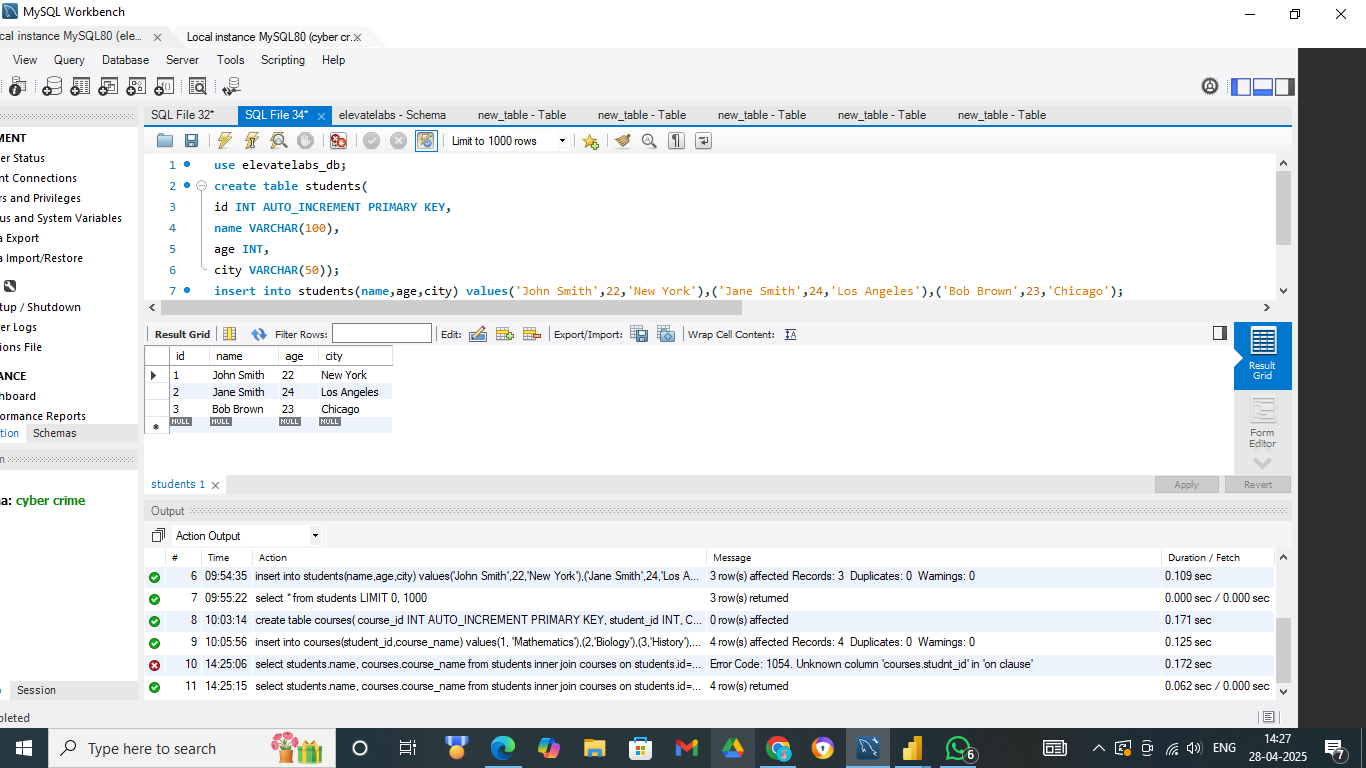 MySQL Workbench
cal instance MySQL80 (ele... Local instance MySQL80 (cyber cr...
View Query Database Server Tools Scripting Help
SQL File 32* SQL File 34* elevatelabs - Schema new_table - Table new_table - Table new_table - Table new_table - Table new_table - Table
MENT
er Status
nt Connections
rs and Privileges
us and System Variables
a Export
a Import/Restore
tup / Shutdown
er Logs
ions File
ANCE
hboard
formance Reports
tion Schemas
n
a: cyber crime
Session
pleted
Limit to 1000 rows
1 use elevatelabs_db;
2 create table students(
3 id INT AUTO_INCREMENT PRIMARY KEY,
4 name VARCHAR(100),
5 age INT,
6 city VARCHAR(50));
7 insert into students(name,age,city) values('John Smith',22,'New York'),('Jane Smith',24,'Los Angeles'),('Bob Brown',23,'Chicago');
Result Grid Filter Rows: Edit: Export/Import: Wrap Cell Content:
id name age city
1 John Smith 22 New York
2 Jane Smith 24 Los Angeles
3 Bob Brown 23 Chicago
NULL NULL NULL NULL
Result
Grid
Form
Editor
students 1 Apply Revert
Output
Action Output
# Time Action Message Duration / Fetch
6 09:54:35 insert into students(name,age,city) values('John Smith',22,'New York'),('Jane Smith',24,'Los A... 3 row(s) affected Records: 3 Duplicates: 0 Warnings: 0 0.109 sec
7 09:55:22 select * from students LIMIT 0, 1000 3 row(s) returned 0.000 sec / 0.000 sec
8 10:03:14 create table courses( course_id INT AUTO_INCREMENT PRIMARY KEY, student_id INT, C... 0 row(s) affected 0.171 sec
9 10:05:56 insert into courses(student_id,course_name) values(1, 'Mathematics'),(2,'Biology'),(3,'History'),... 4 row(s) affected Records: 4 Duplicates: 0 Warnings: 0 0.125 sec
10 14:25:06 select students.name, courses.course_name from students inner join courses on students.id=... Error Code: 1054. Unknown column 'courses.studnt_id' in 'on clause' 0.172 sec
11 14:25:15 select students.name, courses.course_name from students inner join courses on students.id=... 4 row(s) returned 0.062 sec / 0.000 sec
Type here to search
6
ENG
14:27
28-04-2025
7